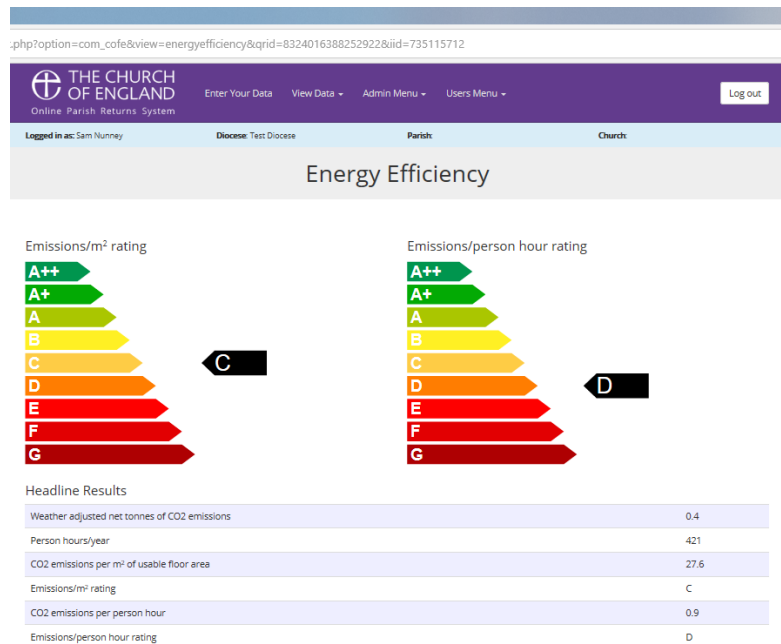 .php?option=com_cofe&view=energyefficiency&qrid=8324016388252922&iid=735115712
THE CHURCH
OF ENGLAND
Online Parish Returns System
Enter Your Data View Data Admin Menu Users Menu Log out
Logged in as: Sam Nunney Diocese: Test Diocese Parish: Church:
Energy Efficiency
Emissions/m² rating
A++
A+
A
B
C
D
E
F
G
C
Emissions/person hour rating
A++
A+
A
B
C
D
E
F
G
D
Headline Results
Weather adjusted net tonnes of CO2 emissions 0.4
Person hours/year 421
CO2 emissions per m² of usable floor area 27.6
Emissions/m² rating C
CO2 emissions per person hour 0.9
Emissions/person hour rating D